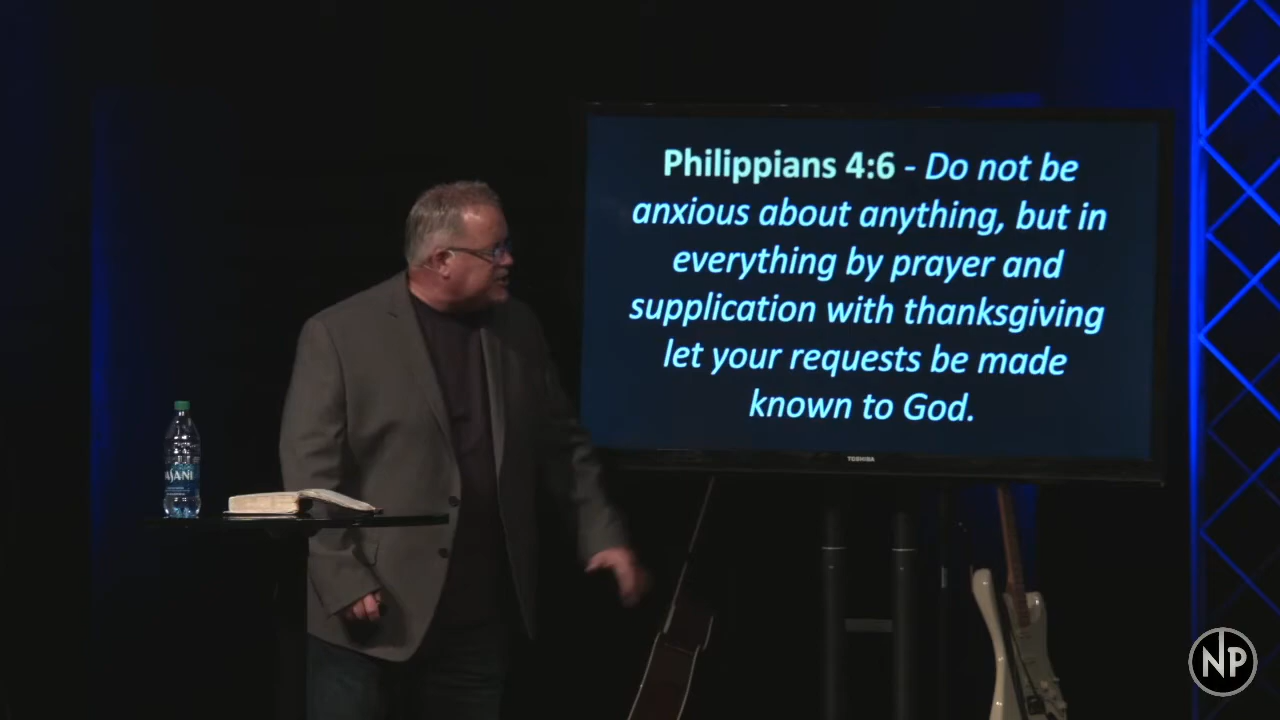 Philippians 4:6 - Do not be
anxious about anything, but in
everything by prayer and
supplication with thanksgiving
let your requests be made
known to God.
TOSHIBA
DASANI
NP